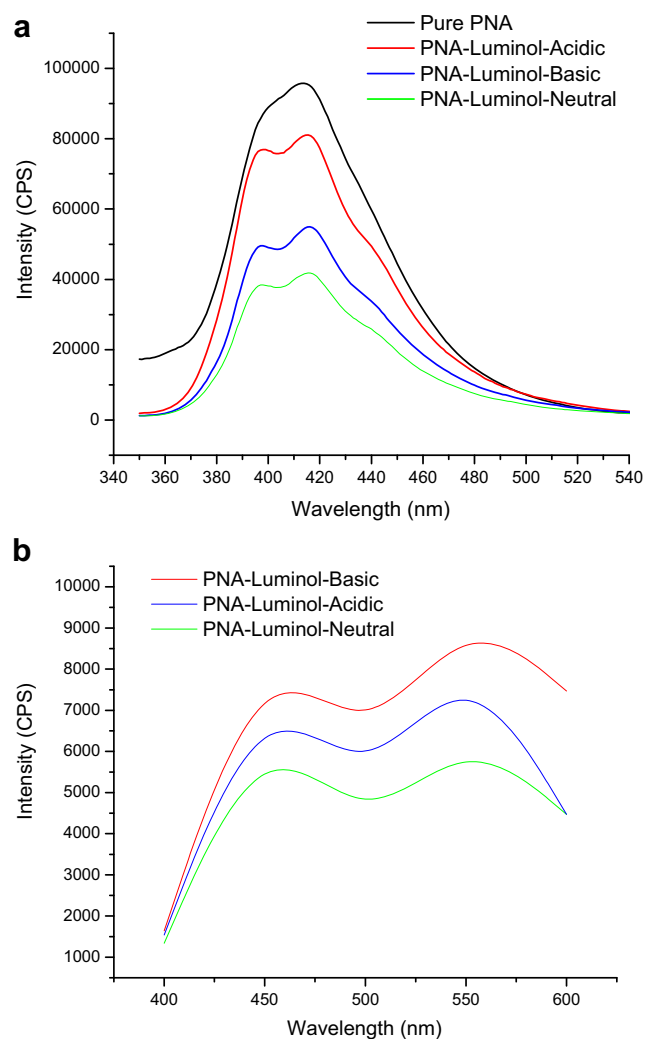 a
Pure PNA
PNA-Luminol-Acidic
PNA-Luminol-Basic
PNA-Luminol-Neutral
100000
80000
60000
40000
20000
0
Intensity (CPS)
340 360 380 400 420 440 460 480 500 520 540
Wavelength (nm)
b
PNA-Luminol-Basic
PNA-Luminol-Acidic
PNA-Luminol-Neutral
10000
9000
8000
7000
6000
5000
4000
3000
2000
1000
Intensity (CPS)
400 450 500 550 600
Wavelength (nm)